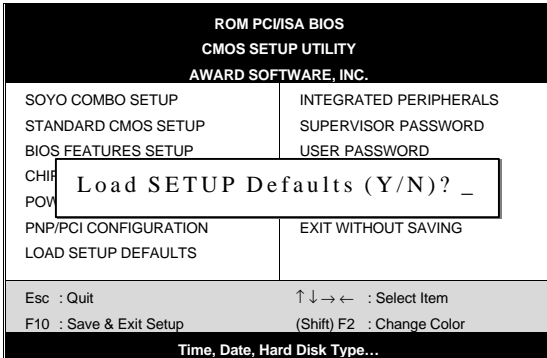 ROM PCI/ISA BIOS
CMOS SETUP UTILITY
AWARD SOFTWARE, INC.
SOYO COMBO SETUP
STANDARD CMOS SETUP
BIOS FEATURES SETUP
PNP/PCI CONFIGURATION
LOAD SETUP DEFAULTS
INTEGRATED PERIPHERALS
SUPERVISOR PASSWORD
USER PASSWORD
EXIT WITHOUT SAVING
Load SETUP Defaults (Y/N)? _
Esc : Quit
↑ ↓ → ← : Select Item
F10 : Save & Exit Setup
(Shift) F2 : Change Color
Time, Date, Hard Disk Type…